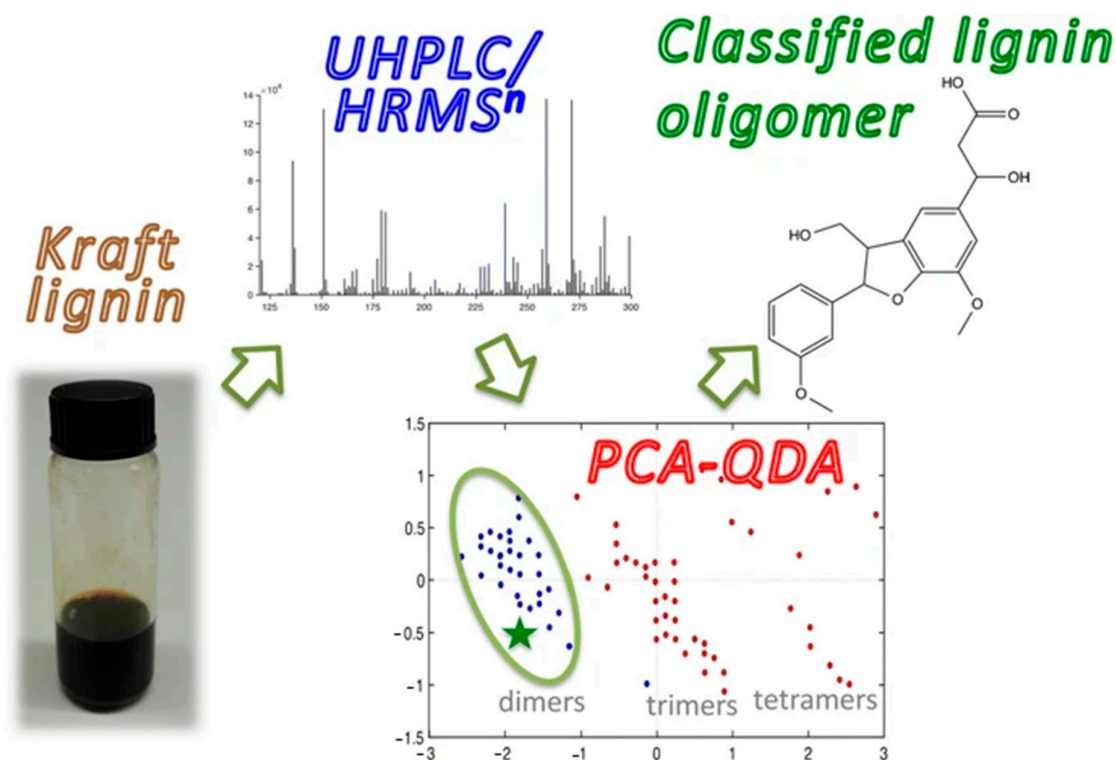 UHPLC/
HRMSⁿ
Classified lignin
oligomer
Kraft
lignin
14 ×10⁴
12
10
8
6
4
2
0
125 150 175 200 225 250 275 300
HO
O
OH
HO
O
O
O
PCA-QDA
1.5
1
0.5
0
-0.5
-1
-1.5
dimers trimers tetramers
-3 -2 -1 0 1 2 3